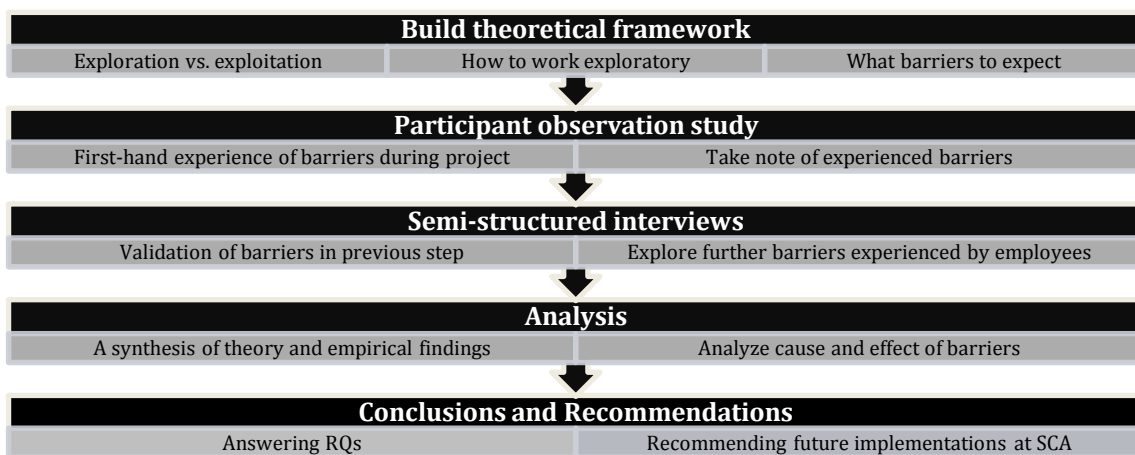 Build theoretical framework
Exploration vs. exploitation How to work exploratory What barriers to expect
Participant observation study
First-hand experience of barriers during project Take note of experienced barriers
Semi-structured interviews
Validation of barriers in previous step Explore further barriers experienced by employees
Analysis
A synthesis of theory and empirical findings Analyze cause and effect of barriers
Conclusions and Recommendations
Answering RQs Recommending future implementations at SCA